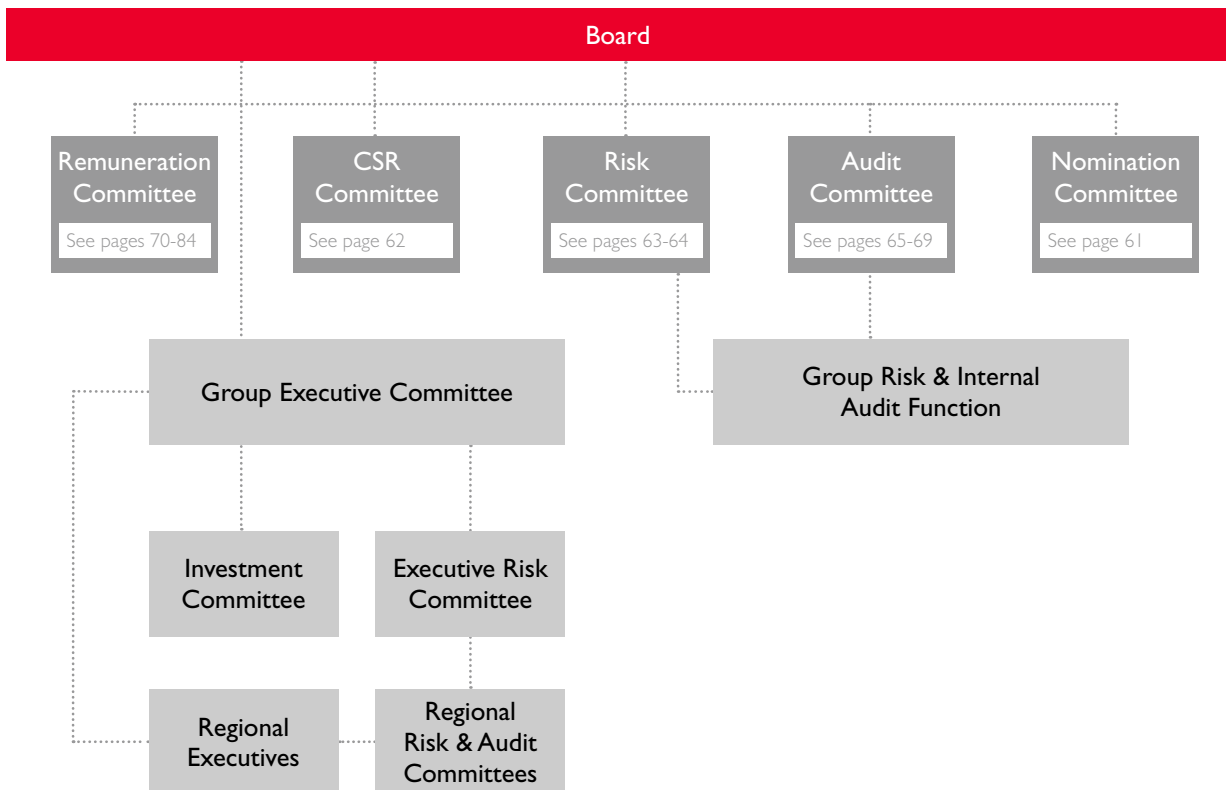 Board
Remuneration
Committee
See pages 70-84
CSR
Committee
See page 62
Risk
Committee
See pages 63-64
Audit
Committee
See pages 65-69
Nomination
Committee
See page 61
Group Executive Committee
Group Risk & Internal
Audit Function
Investment
Committee
Executive Risk
Committee
Regional
Executives
Regional
Risk & Audit
Committees